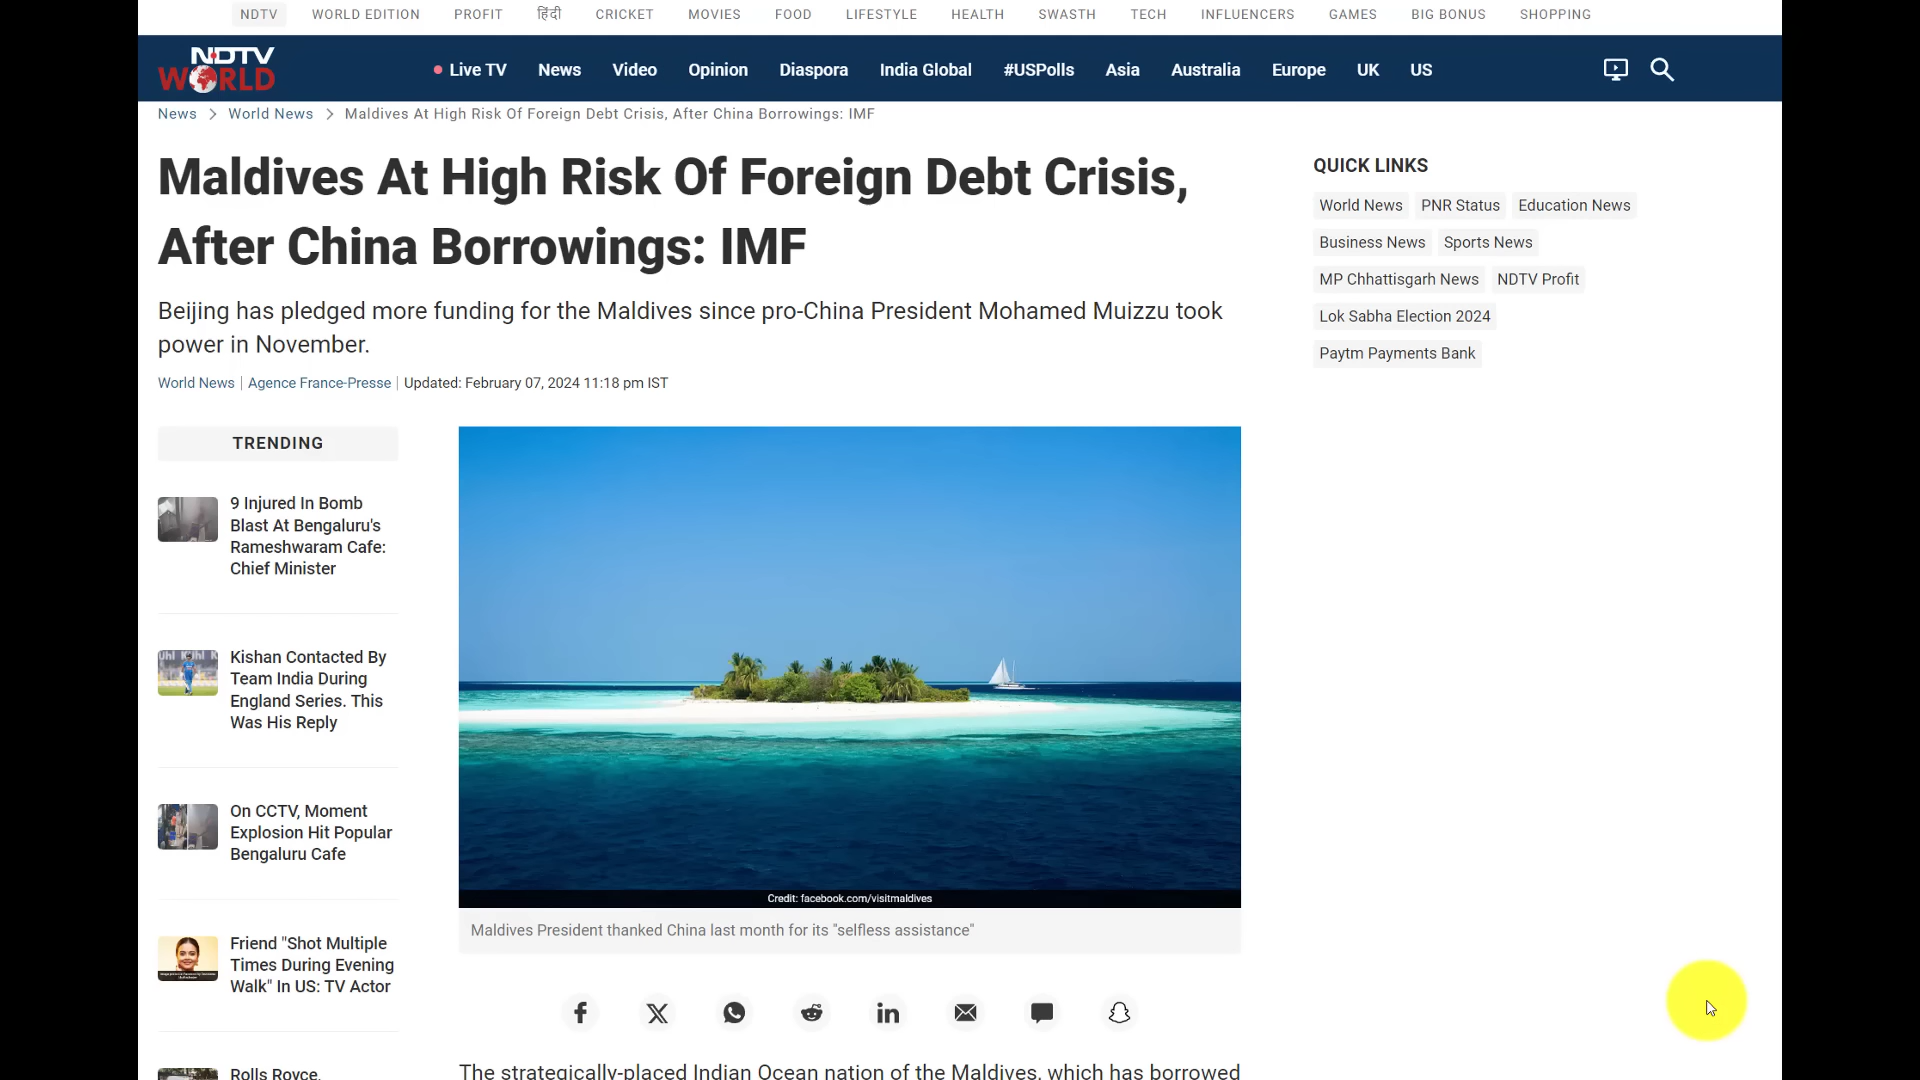 NDTV WORLD EDITION PROFIT हिंदी CRICKET MOVIES FOOD LIFESTYLE HEALTH SWASTH TECH INFLUENCERS GAMES BIG BONUS SHOPPING
NDTV
WORLD
Live TV News Video Opinion Diaspora India Global #USPolls Asia Australia Europe UK US
News > World News > Maldives At High Risk Of Foreign Debt Crisis, After China Borrowings: IMF
Maldives At High Risk Of Foreign Debt Crisis,
After China Borrowings: IMF
Beijing has pledged more funding for the Maldives since pro-China President Mohamed Muizzu took
power in November.
World News | Agence France-Presse | Updated: February 07, 2024 11:18 pm IST
QUICK LINKS
World News PNR Status Education News
Business News Sports News
MP Chhattisgarh News NDTV Profit
Lok Sabha Election 2024
Paytm Payments Bank
TRENDING
9 Injured In Bomb
Blast At Bengaluru's
Rameshwaram Cafe:
Chief Minister
Kishan Contacted By
Team India During
England Series. This
Was His Reply
On CCTV, Moment
Explosion Hit Popular
Bengaluru Cafe
Friend "Shot Multiple
Times During Evening
Walk" In US: TV Actor
Rolls Royce,
Credit: facebook.com/visitmaldives
Maldives President thanked China last month for its "selfless assistance"
The strategically-placed Indian Ocean nation of the Maldives, which has borrowed